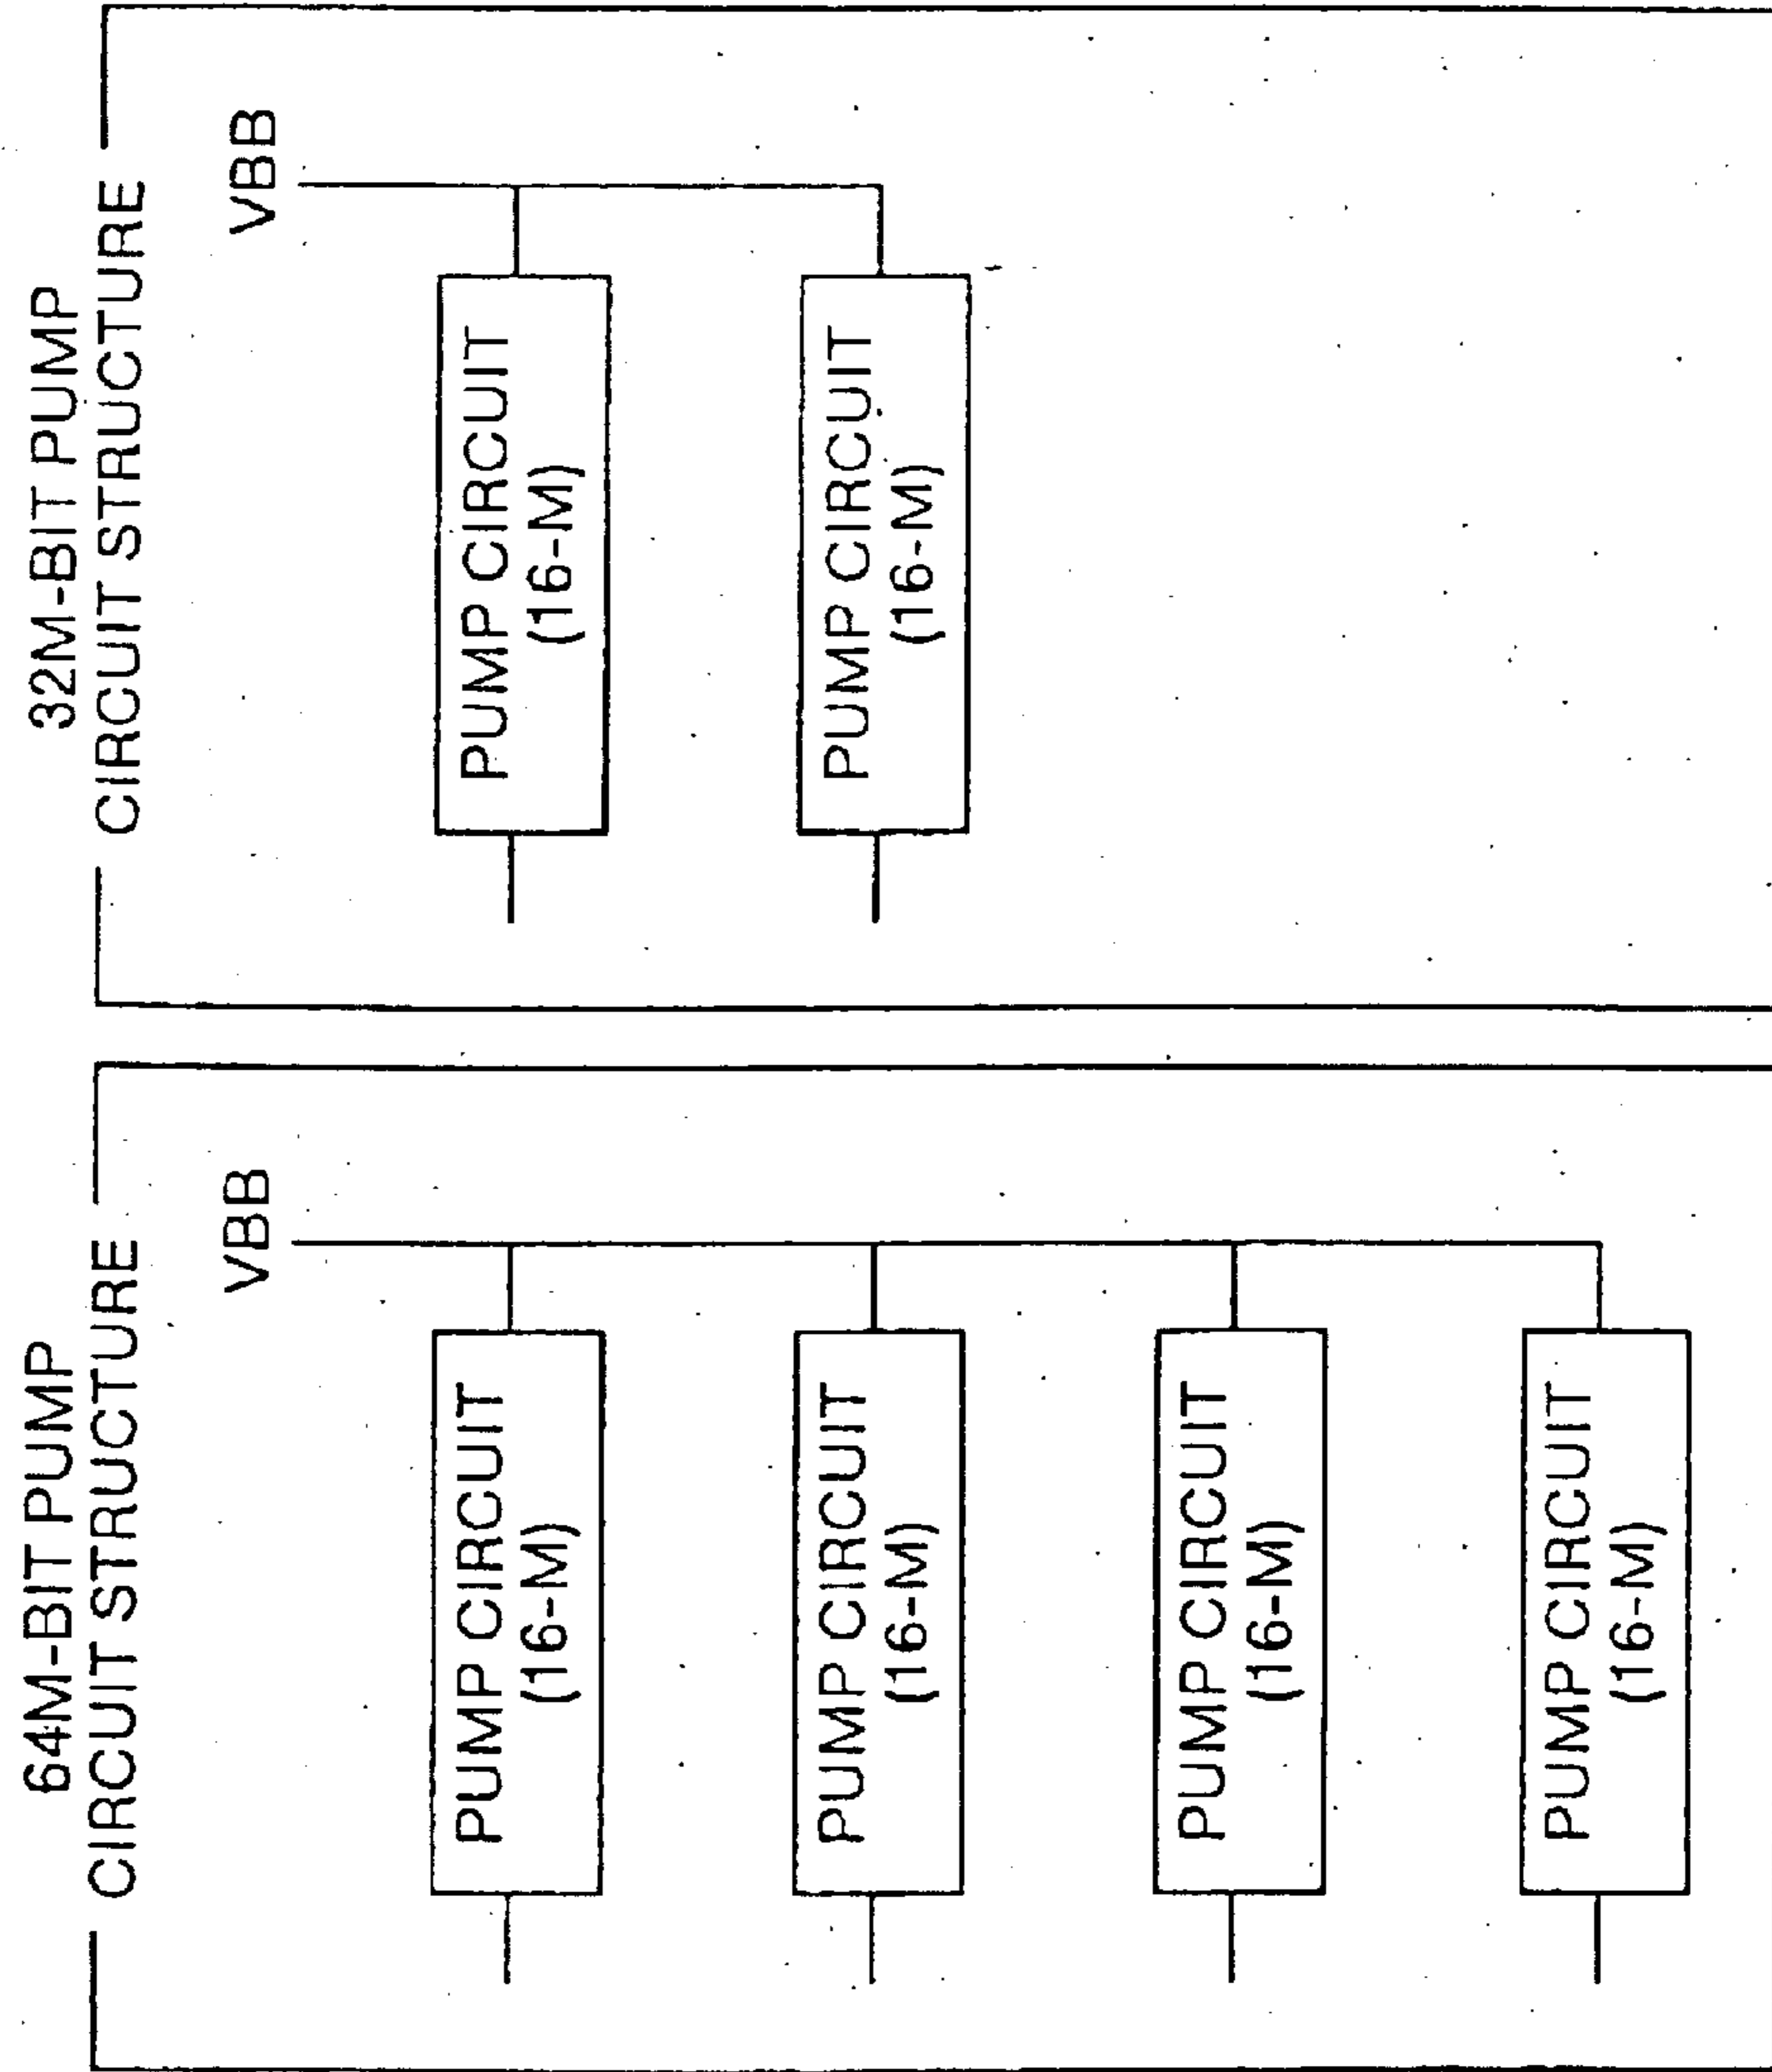 64M-BIT PUMP
CIRCUIT STRUCTURE
VBB
PUMP CIRCUIT
(16-M)
PUMP CIRCUIT
(16-M)
PUMP CIRCUIT
(16-M)
PUMP CIRCUIT
(16-M)
32M-BIT PUMP
CIRCUIT STRUCTURE
VBB
PUMP CIRCUIT
(16-M)
PUMP CIRCUIT
(16-M)